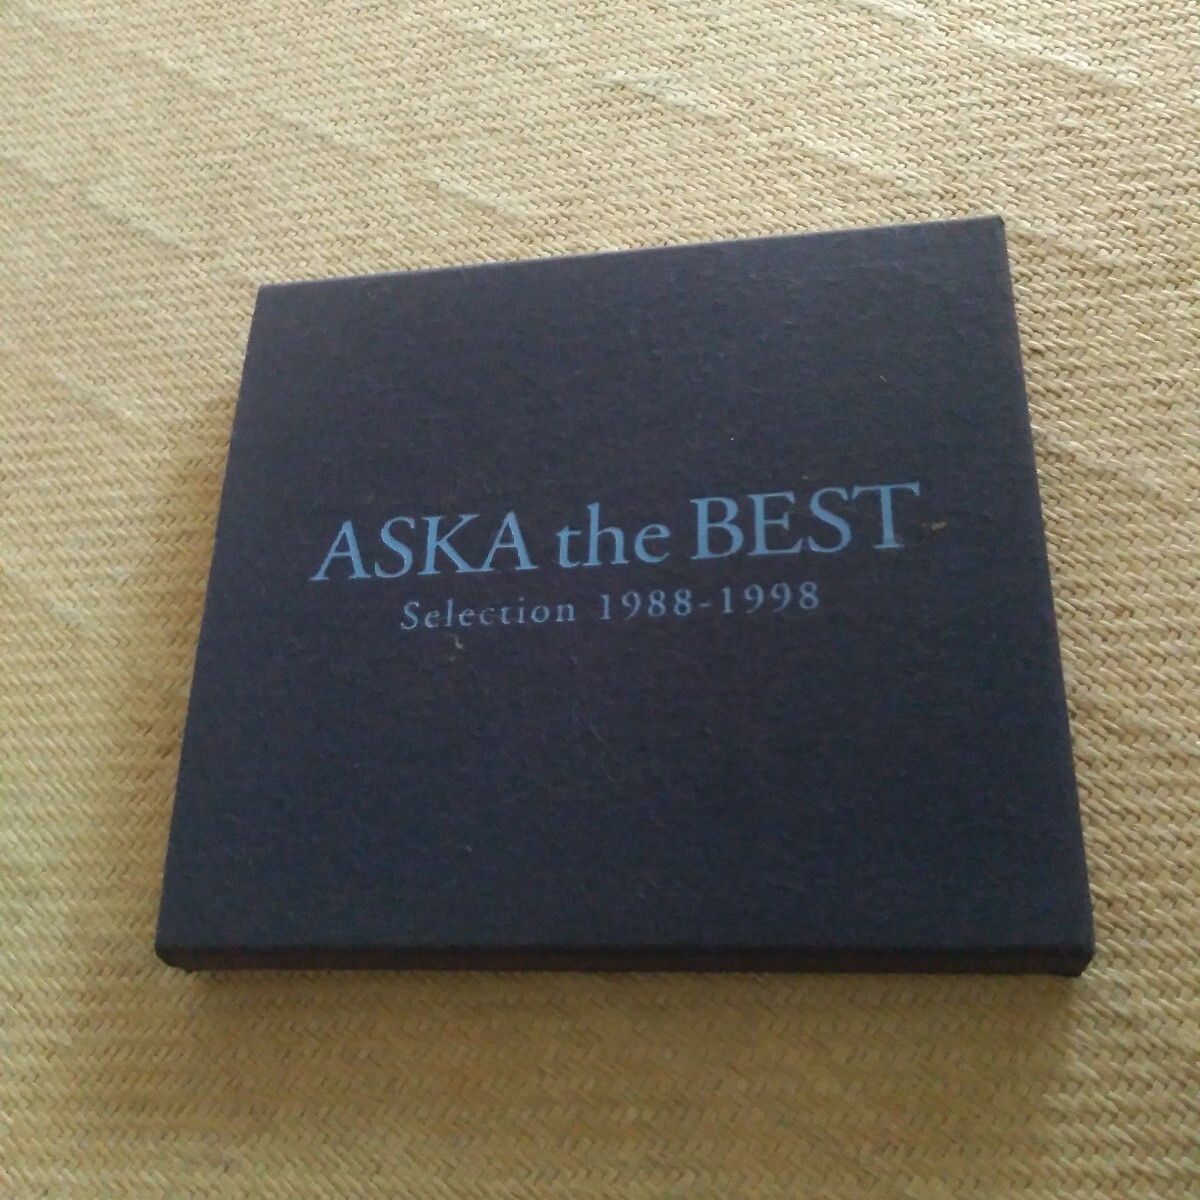 ASKA the BEST
Selection 1988-1998